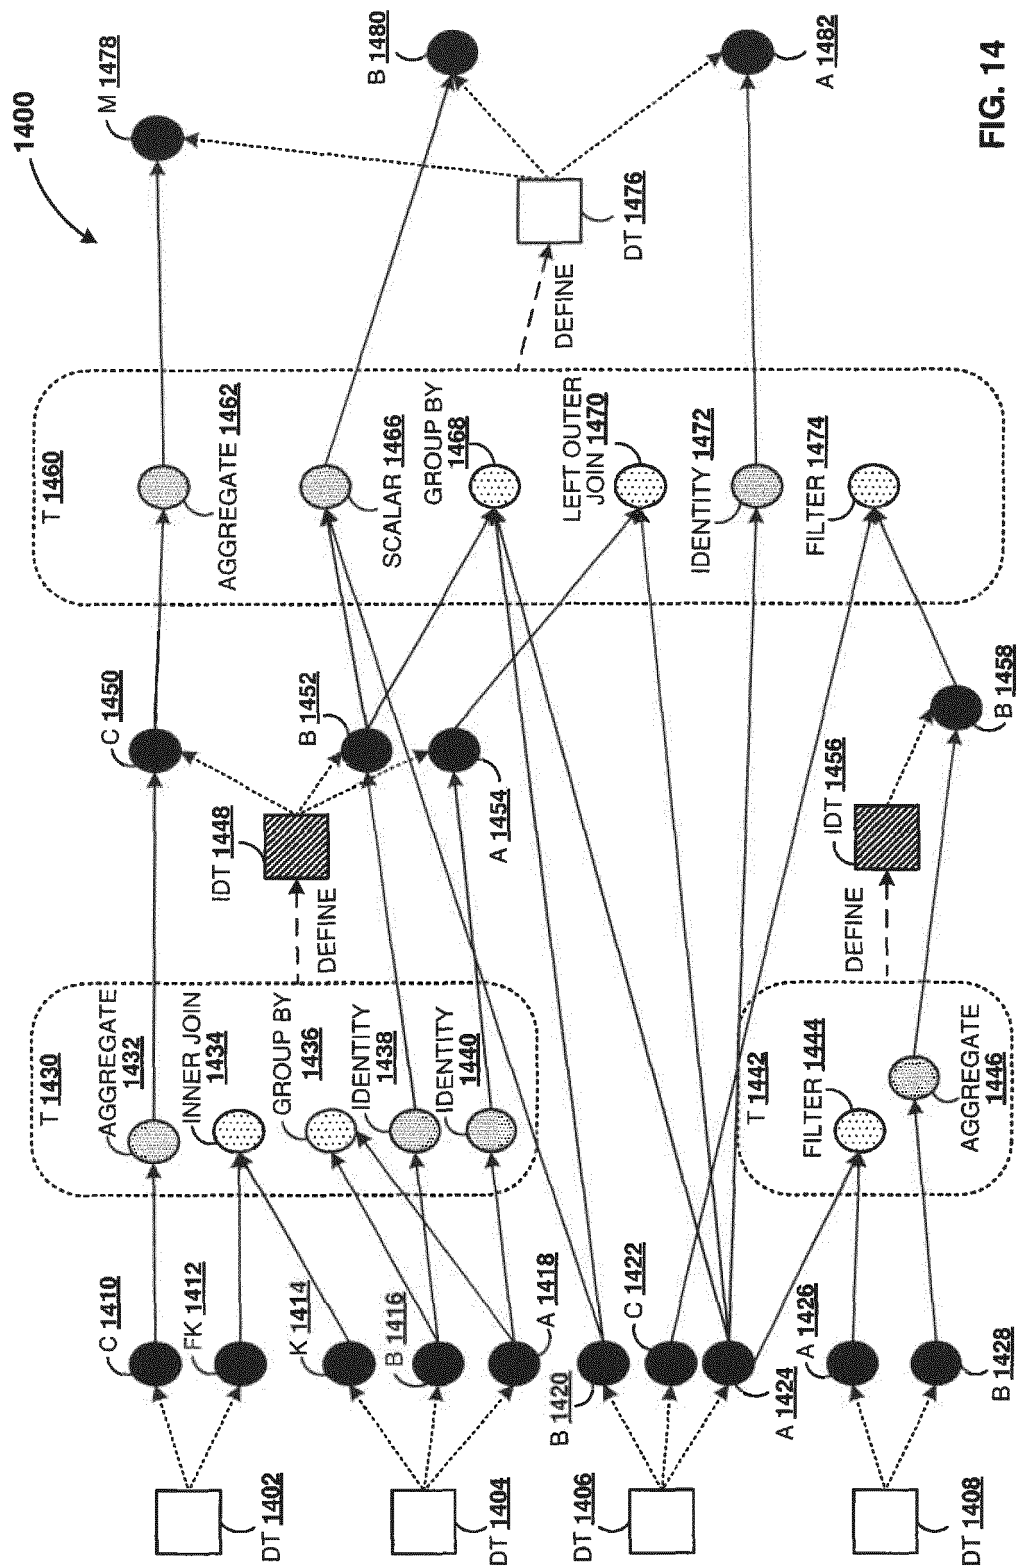 1400
DT 1402
DT 1404
DT 1406
DT 1408
C 1410
FK 1412
K 1414
B 1416
A 1418
B 1420
C 1422
A 1424
A 1426
B 1428
T 1430
AGGREGATE
1432
INNER JOIN
1434
GROUP BY
1436
IDENTITY
1438
IDENTITY
1440
T 1442
FILTER 1444
AGGREGATE
1446
DEFINE
DEFINE
IDT 1448
C 1450
B 1452
A 1454
IDT 1456
B 1458
T 1460
AGGREGATE 1462
SCALAR 1466
GROUP BY
1468
LEFT OUTER
JOIN 1470
IDENTITY 1472
FILTER 1474
DEFINE
DT 1476
M 1478
B 1480
A 1482
FIG. 14